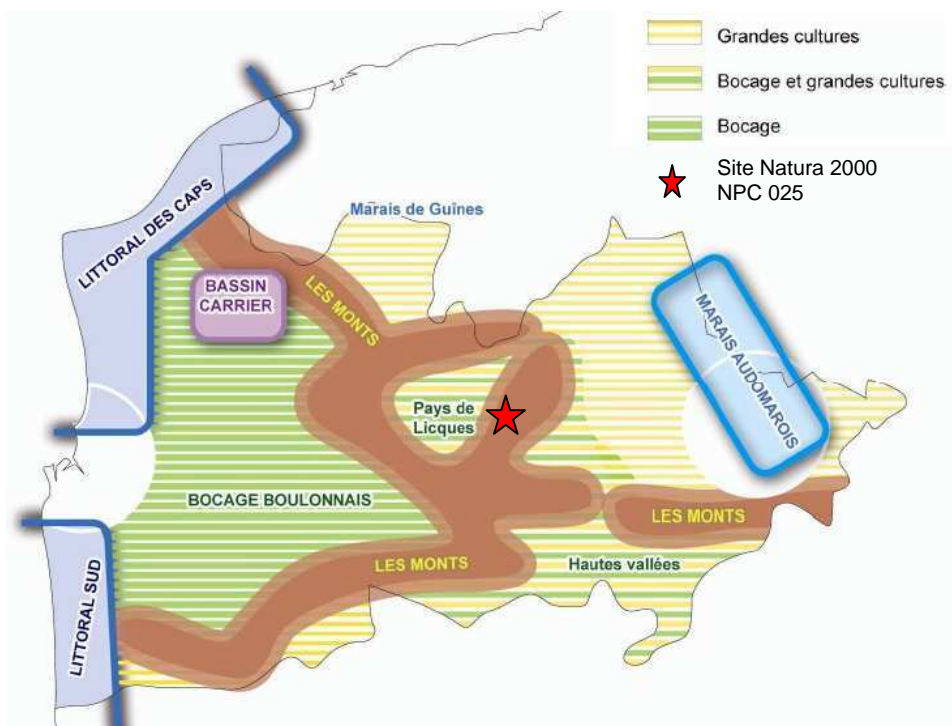 Grandes cultures
Bocage et grandes cultures
Bocage
Site Natura 2000
NPC 025
Marais de Guînes
LITTORAL DES CAPS
BASSIN
CARRIER
LES MONTS
MARAIS AUDOMAROIS
Pays de
Licques
BOCAGE BOULONNAIS
LES MONTS
LES MONTS
Hautes vallées
LITTORAL SUD